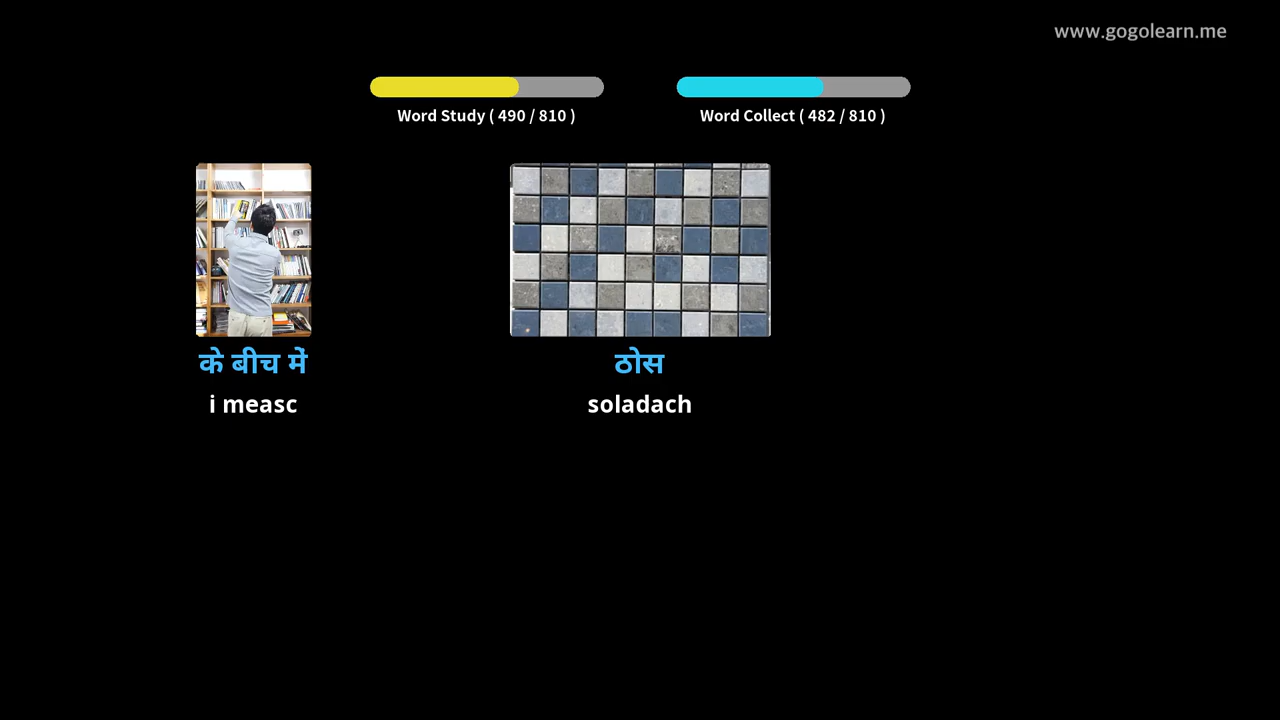 www.gogolearn.me
Word Study ( 490 / 810 )
Word Collect ( 482 / 810 )
के बीच में
i measc
ठोस
soladach